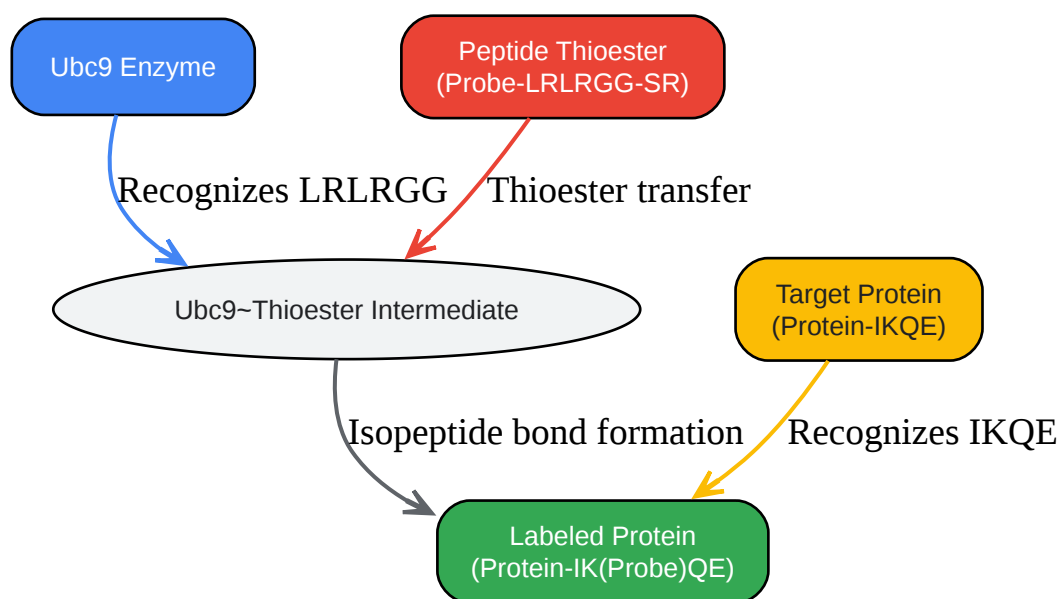 Ubc9 Enzyme
Peptide Thioester
(Probe-LRLRGG-SR)
Recognizes LRLRGG
Thioester transfer
Ubc9~Thioester Intermediate
Target Protein
(Protein-IKQE)
Isopeptide bond formation
Recognizes IKQE
Labeled Protein
(Protein-IK(Probe)QE)